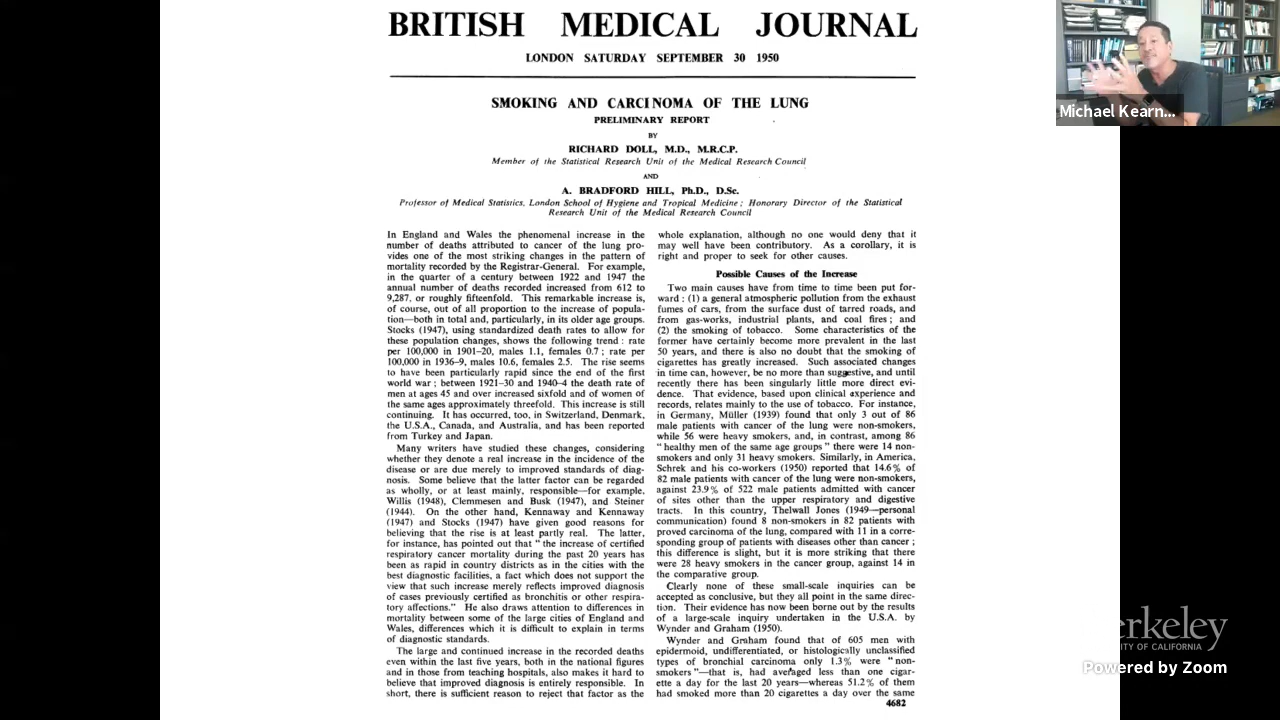 BRITISH MEDICAL JOURNAL
LONDON SATURDAY SEPTEMBER 30 1950
SMOKING AND CARCINOMA OF THE LUNG
PRELIMINARY REPORT
BY
RICHARD DOLL, M.D., M.R.C.P.
Member of the Statistical Research Unit of the Medical Research Council
AND
A. BRADFORD HILL, Ph.D., D.Sc.
Professor of Medical Statistics, London School of Hygiene and Tropical Medicine; Honorary Director of the Statistical
Research Unit of the Medical Research Council
In England and Wales the phenomenal increase in the
number of deaths attributed to cancer of the lung pro-
vides one of the most striking changes in the pattern of
mortality recorded by the Registrar-General. For example,
in the quarter of a century between 1922 and 1947 the
annual number of deaths recorded increased from 612 to
9,287, or roughly fifteenfold. This remarkable increase is,
of course, out of all proportion to the increase of popula-
tion—both in total and, particularly, in its older age groups.
Stocks (1947), using standardized death rates to allow for
these population changes, shows the following trend: rate
per 100,000 in 1901–20, males 1.1, females 0.7; rate per
100,000 in 1936–9, males 10.6, females 2.5. The rise seems
to have been particularly rapid since the end of the first
world war; between 1921–30 and 1940–4 the death rate of
men at ages 45 and over increased sixfold and of women of
the same ages approximately threefold. This increase is still
continuing. It has occurred, too, in Switzerland, Denmark,
the U.S.A., Canada, and Australia, and has been reported
from Turkey and Japan.
Many writers have studied these changes, considering
whether they denote a real increase in the incidence of the
disease or are due merely to improved standards of diag-
nosis. Some believe that the latter factor can be regarded
as wholly, or at least mainly, responsible—for example,
Willis (1948), Clemmesen and Busk (1947), and Steiner
(1944). On the other hand, Kennaway and Kennaway
(1947) and Stocks (1947) have given good reasons for
believing that the rise is at least partly real. The latter,
for instance, has pointed out that "the increase of certified
respiratory cancer mortality during the past 20 years has
been as rapid in country districts as in the cities with the
best diagnostic facilities, a fact which does not support the
view that such increase merely reflects improved diagnosis
of cases previously certified as bronchitis or other respira-
tory affections." He also draws attention to differences in
mortality between some of the large cities of England and
Wales, differences which it is difficult to explain in terms
of diagnostic standards.
The large and continued increase in the recorded deaths
even within the last five years, both in the national figures
and in those from teaching hospitals, also makes it hard to
believe that improved diagnosis is entirely responsible. In
short, there is sufficient reason to reject that factor as the
whole explanation, although no one would deny that it
may well have been contributory. As a corollary, it is
right and proper to seek for other causes.
Possible Causes of the Increase
Two main causes have from time to time been put for-
ward: (1) a general atmospheric pollution from the exhaust
fumes of cars, from the surface dust of tarred roads, and
from gas-works, industrial plants, and coal fires; and
(2) the smoking of tobacco. Some characteristics of the
former have certainly become more prevalent in the last
50 years, and there is also no doubt that the smoking of
cigarettes has greatly increased. Such associated changes
in time can, however, be no more than suggestive, and until
recently there has been singularly little more direct evi-
dence. That evidence, based upon clinical experience and
records, relates mainly to the use of tobacco. For instance,
in Germany, Müller (1939) found that only 3 out of 86
male patients with cancer of the lung were non-smokers,
while 56 were heavy smokers, and, in contrast, among 86
"healthy men of the same age groups" there were 14 non-
smokers and only 31 heavy smokers. Similarly, in America,
Schrek and his co-workers (1950) reported that 14.6% of
82 male patients with cancer of the lung were non-smokers,
against 23.9% of 522 male patients admitted with cancer
of sites other than the upper respiratory and digestive
tracts. In this country, Thelwall Jones (1949—personal
communication) found 8 non-smokers in 82 patients with
proved carcinoma of the lung, compared with 11 in a corre-
sponding group of patients with diseases other than cancer;
this difference is slight, but it is more striking that there
were 28 heavy smokers in the cancer group, against 14 in
the comparative group.
Clearly none of these small-scale inquiries can be
accepted as conclusive, but they all point in the same direc-
tion. Their evidence has now been borne out by the results
of a large-scale inquiry undertaken in the U.S.A. by
Wynder and Graham (1950).
Wynder and Graham found that of 605 men with
epidermoid, undifferentiated, or histologically unclassified
types of bronchial carcinoma only 1.3% were "non-
smokers"—that is, had averaged less than one cigar-
ette a day for the last 20 years—whereas 51.2% of them
had smoked more than 20 cigarettes a day over the same
4682
Michael Kearn...
erkeley
ITY OF CALIFORNIA
Powered by Zoom